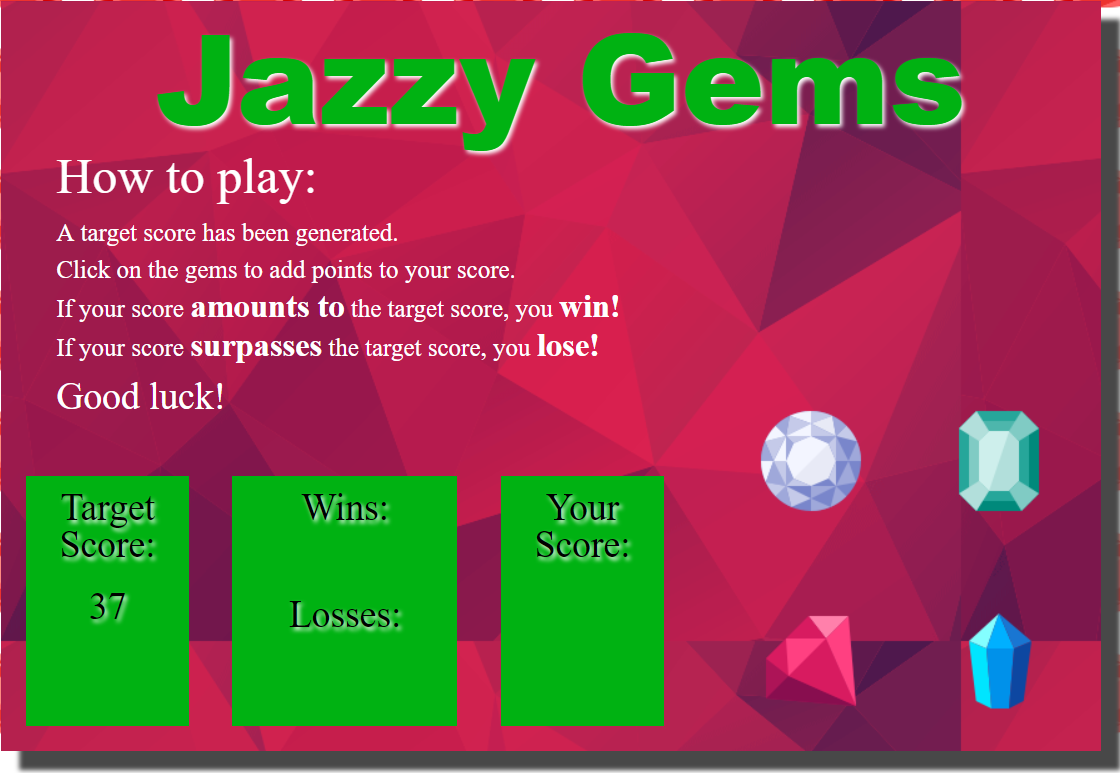 Jazzy Gems
How to play:
A target score has been generated.
Click on the gems to add points to your score.
If your score amounts to the target score, you win!
If your score surpasses the target score, you lose!
Good luck!
Target
Score:
37
Wins:
Losses:
Your
Score: